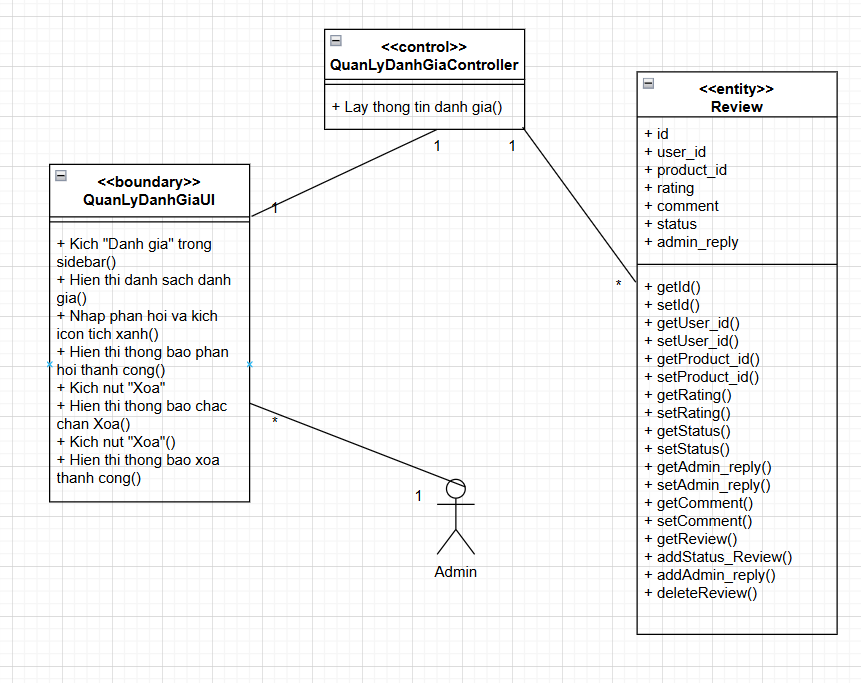 <<control>>
QuanLyDanhGiaController
+ Lay thong tin danh gia()
1
1
<<boundary>>
QuanLyDanhGiaUI
1
+ Kich "Danh gia" trong
sidebar()
+ Hien thi danh sach danh
gia()
+ Nhap phan hoi va kich
icon tich xanh()
+ Hien thi thong bao phan
hoi thanh cong()
+ Kich nut "Xoa"
+ Hien thi thong bao chac
chan Xoa()
+ Kich nut "Xoa"()
+ Hien thi thong bao xoa
thanh cong()
*
1
Admin
<<entity>>
Review
+ id
+ user_id
+ product_id
+ rating
+ comment
+ status
+ admin_reply
*
+ getId()
+ setId()
+ getUser_id()
+ setUser_id()
+ getProduct_id()
+ setProduct_id()
+ getRating()
+ setRating()
+ getStatus()
+ setStatus()
+ getAdmin_reply()
+ setAdmin_reply()
+ getComment()
+ setComment()
+ getReview()
+ addStatus_Review()
+ addAdmin_reply()
+ deleteReview()